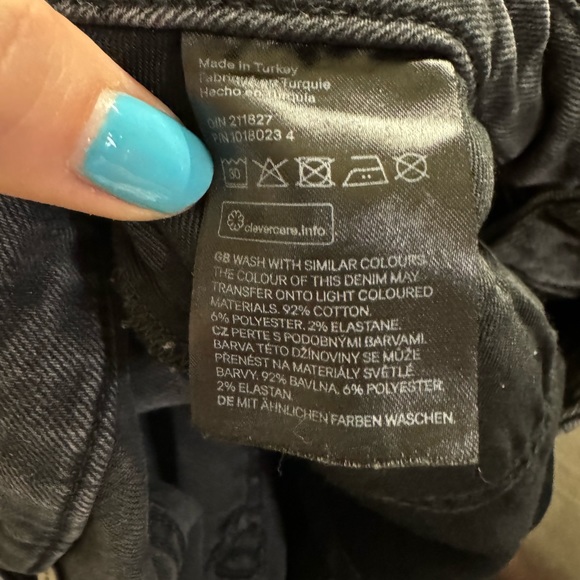 Made in Turkey
Fabriqué en Turquie
Hecho en Turquia
OIN 211827
P/N 1018023 4
30
clevercare.info
GB WASH WITH SIMILAR COLOURS.
THE COLOUR OF THIS DENIM MAY
TRANSFER ONTO LIGHT COLOURED
MATERIALS. 92% COTTON.
6% POLYESTER. 2% ELASTANE.
CZ PERTE S PODOBNÝMI BARVAMI.
BARVA TÉTO DŽÍNOVINY SE MŮŽE
PŘENÉST NA MATERIÁLY SVĚTLÉ
BARVY. 92% BAVLNA. 6% POLYESTER.
2% ELASTAN.
DE MIT ÄHNLICHEN FARBEN WASCHEN.